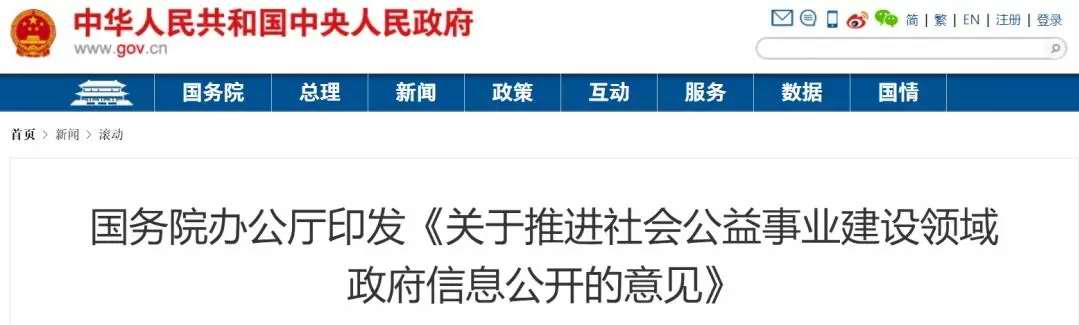 中华人民共和国中央人民政府
www.gov.cn
简 | 繁 | EN | 注册 | 登录
国务院 总理 新闻 政策 互动 服务 数据 国情
首页 > 新闻 > 滚动
国务院办公厅印发《关于推进社会公益事业建设领域
政府信息公开的意见》